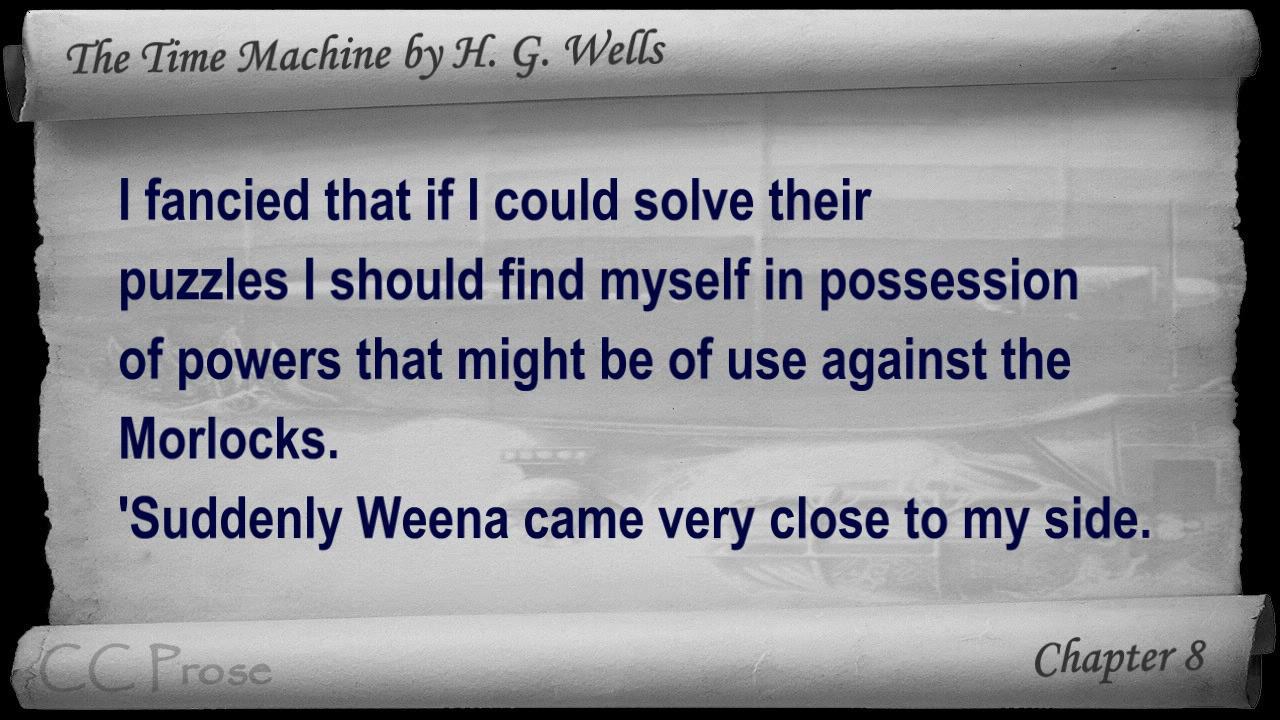 The Time Machine by H. G. Wells
I fancied that if I could solve their
puzzles I should find myself in possession
of powers that might be of use against the
Morlocks.
'Suddenly Weena came very close to my side.
CC Prose
Chapter 8